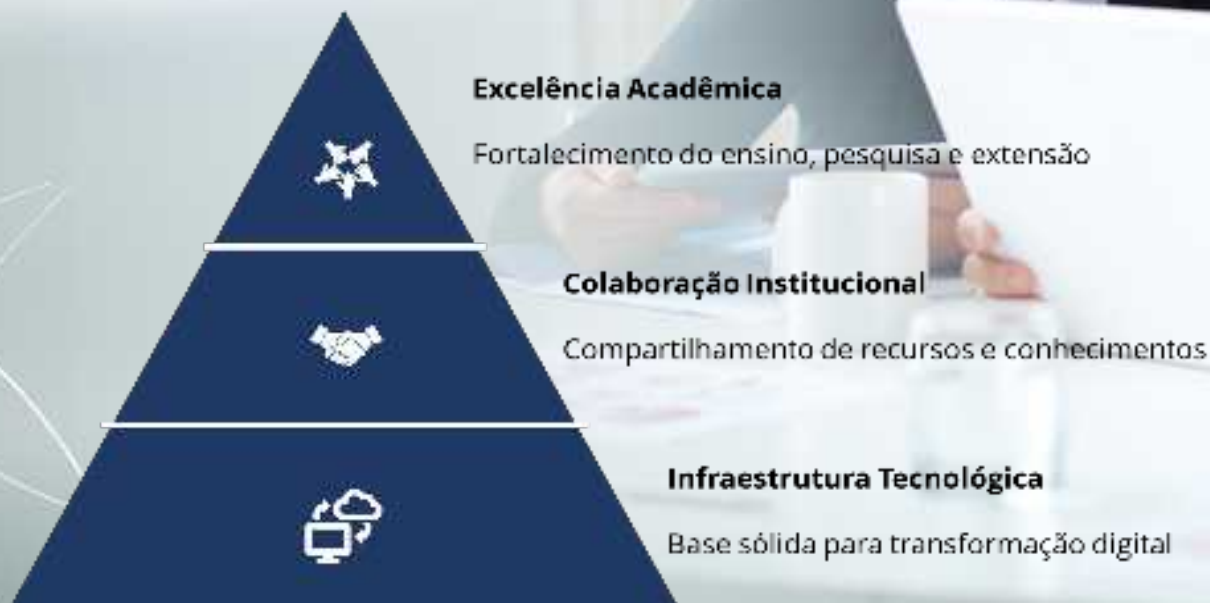 Excelência Acadêmica
Fortalecimento do ensino, pesquisa e extensão
Colaboração Institucional
Compartilhamento de recursos e conhecimentos
Infraestrutura Tecnológica
Base sólida para transformação digital